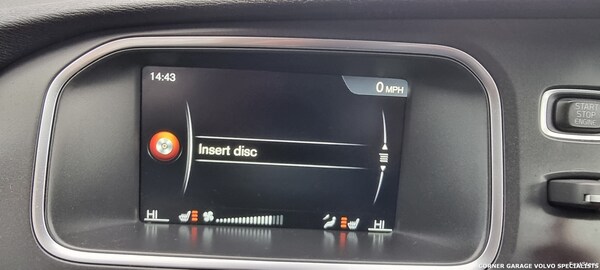 14:43
0 MPH
Insert disc
HI
HI
START
STOP
ENGINE
CORNER GARAGE VOLVO SPECIALISTS